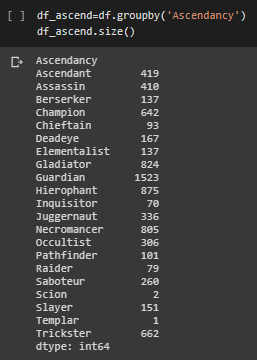 [ ] df_ascend=df.groupby('Ascendancy')
df_ascend.size()
Ascendancy
Ascendant 419
Assassin 410
Berserker 137
Champion 642
Chieftain 93
Deadeye 167
Elementalist 137
Gladiator 824
Guardian 1523
Hierophant 875
Inquisitor 70
Juggernaut 336
Necromancer 805
Occultist 306
Pathfinder 101
Raider 79
Saboteur 260
Scion 2
Slayer 151
Templar 1
Trickster 662
dtype: int64